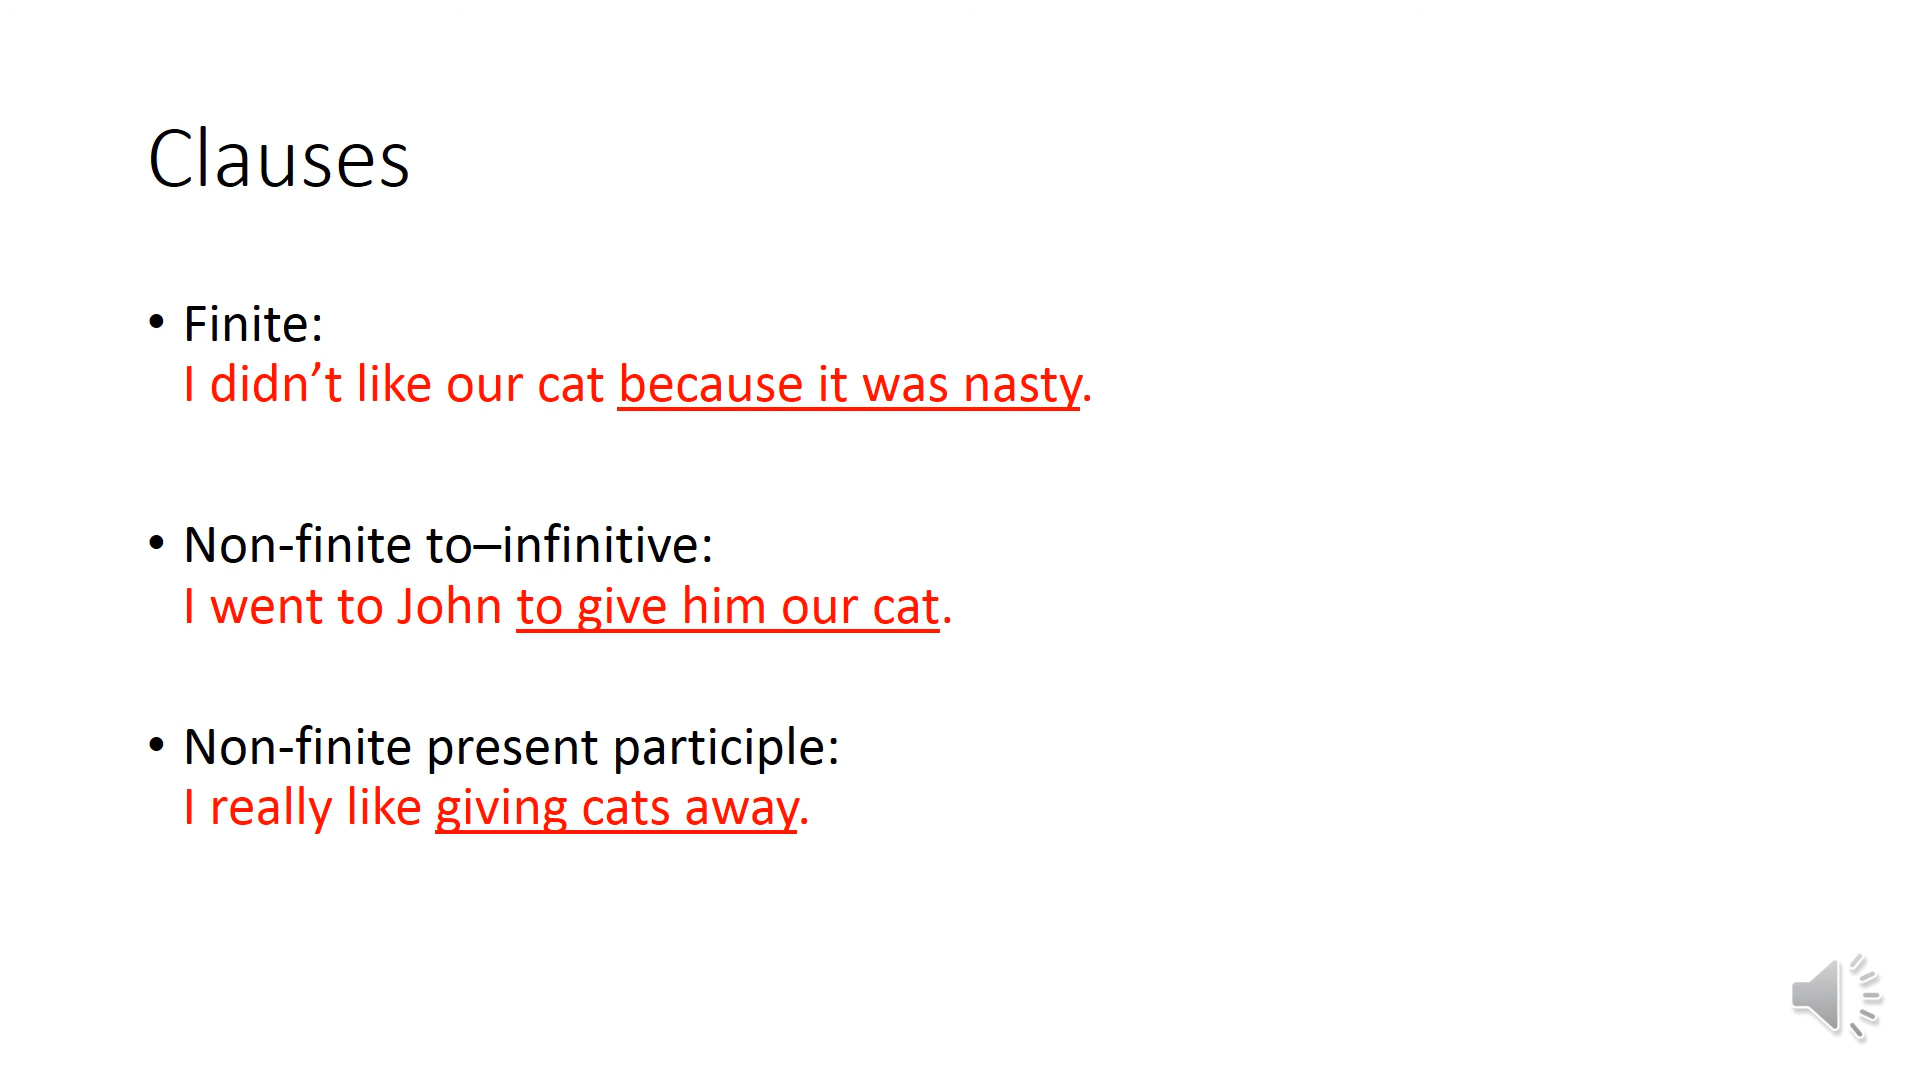 Clauses
• Finite:
I didn’t like our cat because it was nasty.
• Non-finite to–infinitive:
I went to John to give him our cat.
• Non-finite present participle:
I really like giving cats away.